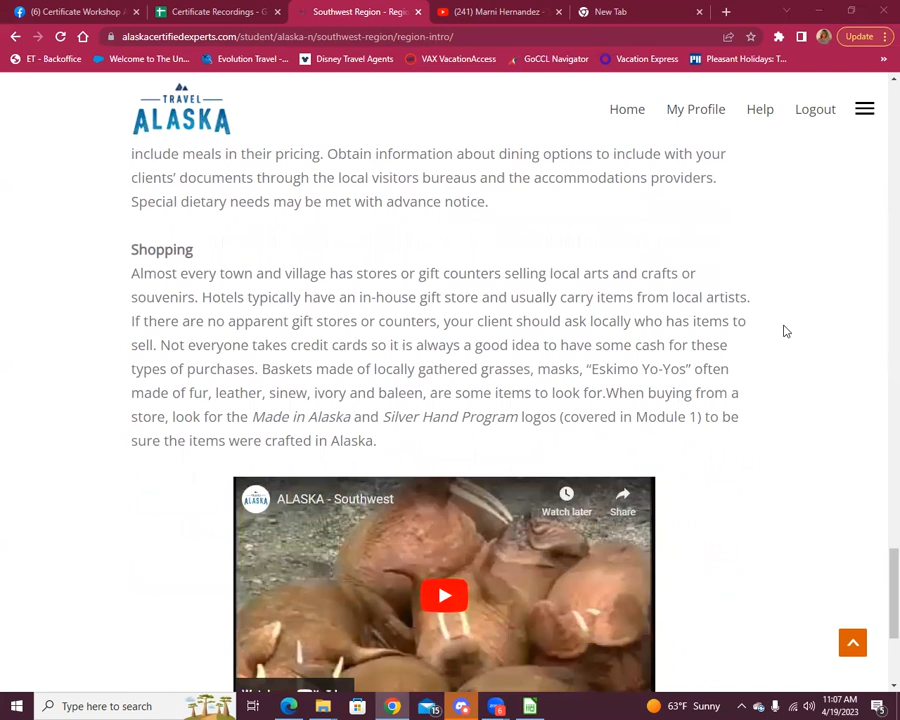 (6) Certificate Workshop A
Certificate Recordings - G
Southwest Region - Regi
(241) Marni Hernandez -
New Tab
alaskacertifiedexperts.com/student/alaska-n/southwest-region/region-intro/
Update
ET - Backoffice
Welcome to The Un...
Evolution Travel -...
Disney Travel Agents
VAX VacationAccess
GoCCL Navigator
Vacation Express
Pleasant Holidays: T...
TRAVEL
ALASKA
Home
My Profile
Help
Logout
include meals in their pricing. Obtain information about dining options to include with your
clients’ documents through the local visitors bureaus and the accommodations providers.
Special dietary needs may be met with advance notice.
Shopping
Almost every town and village has stores or gift counters selling local arts and crafts or
souvenirs. Hotels typically have an in-house gift store and usually carry items from local artists.
If there are no apparent gift stores or counters, your client should ask locally who has items to
sell. Not everyone takes credit cards so it is always a good idea to have some cash for these
types of purchases. Baskets made of locally gathered grasses, masks, “Eskimo Yo-Yos” often
made of fur, leather, sinew, ivory and baleen, are some items to look for.When buying from a
store, look for the Made in Alaska and Silver Hand Program logos (covered in Module 1) to be
sure the items were crafted in Alaska.
ALASKA - Southwest
Watch later
Share
Type here to search
15
6
63°F Sunny
11:07 AM
4/19/2023
5